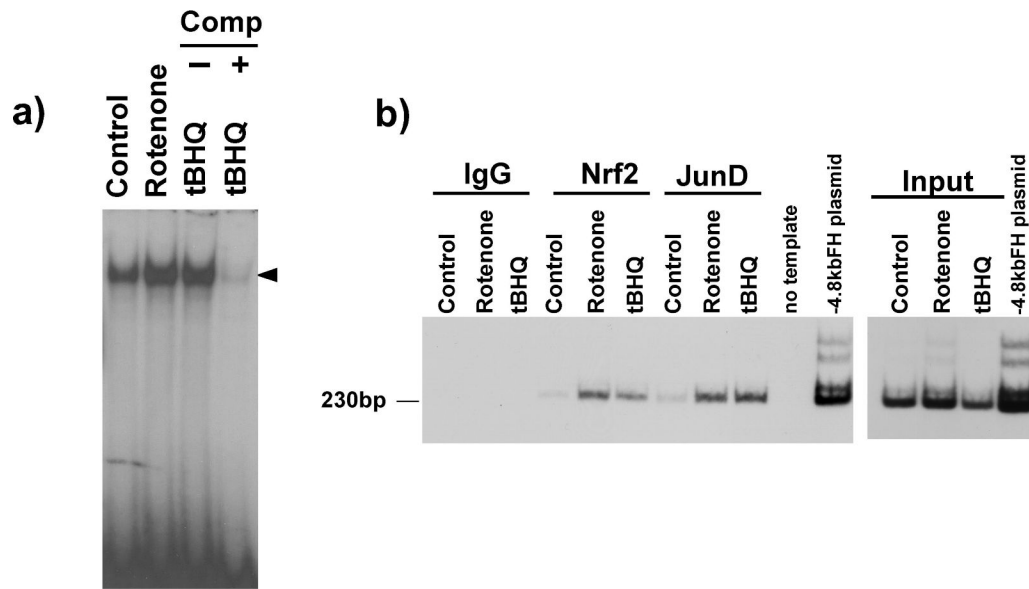 a)
Comp
– +
Control
Rotenone
tBHQ
tBHQ
b)
IgG
Nrf2
JunD
Input
Control
Rotenone
tBHQ
Control
Rotenone
tBHQ
Control
Rotenone
tBHQ
no template
-4.8kbFH plasmid
Control
Rotenone
tBHQ
-4.8kbFH plasmid
230bp —